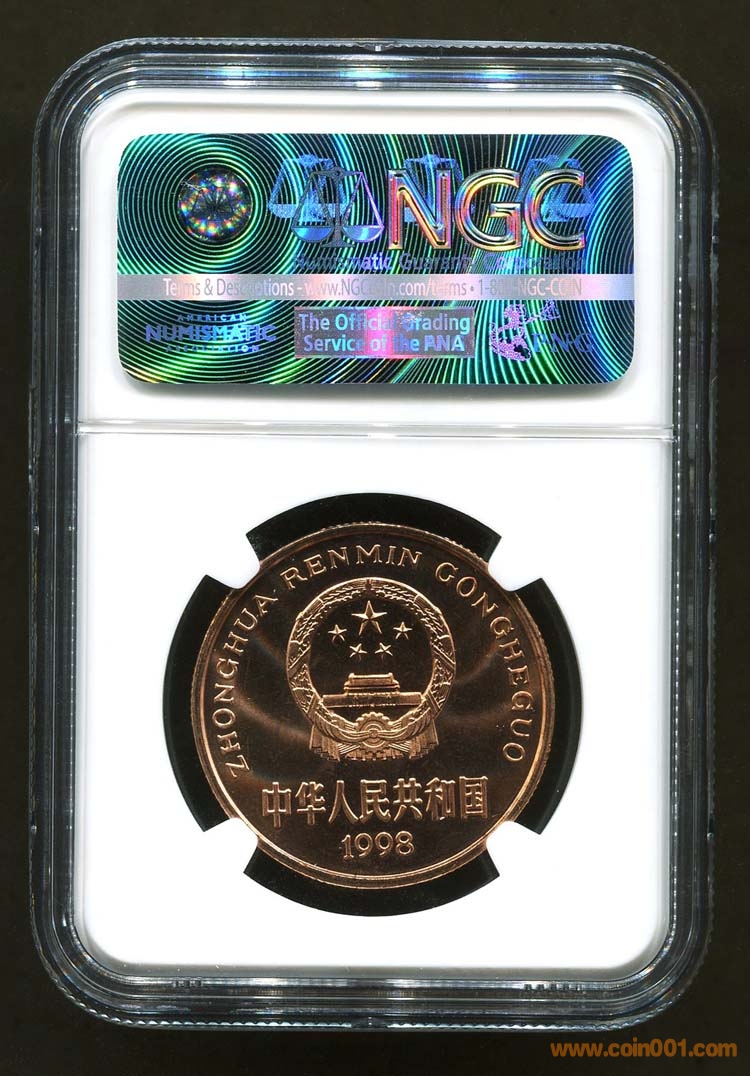 NGC
Numismatic Guaranty Corporation
Terms & Descriptions - www.NGCcoin.com/terms • 1-800-NGC-COIN
AMERICAN
NUMISMATIC
ASSOCIATION
The Official Grading
Service of the PNA
PNG
ZHONGHUA RENMIN GONGHEGUO
中华人民共和国
1998
www.coin001.com